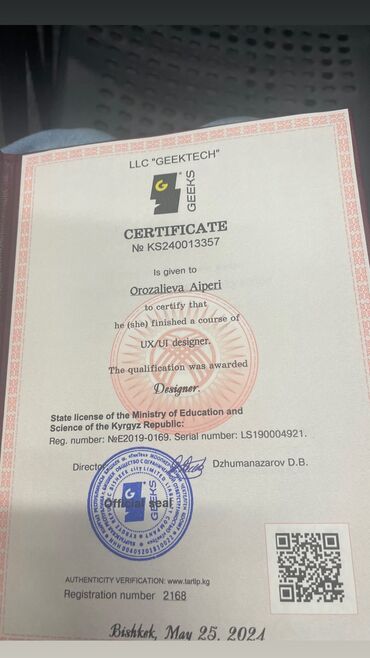 LLC "GEEKTECH"
GEEKS
CERTIFICATE
№ KS240013357
Is given to
Orozalieva Aiperi
to certify that
he (she) finished a course of
UX/UI designer.
The qualification was awarded
Designer.
State license of the Ministry of Education and
Science of the Kyrgyz Republic:
Reg. number: №E2019-0169. Serial number: LS190004921.
Director
Dzhumanazarov D.B.
GEEKS
Official seal
AUTHENTICITY VERIFICATION: www.tartip.kg
Registration number 2168
Bishkek, May 25. 2024